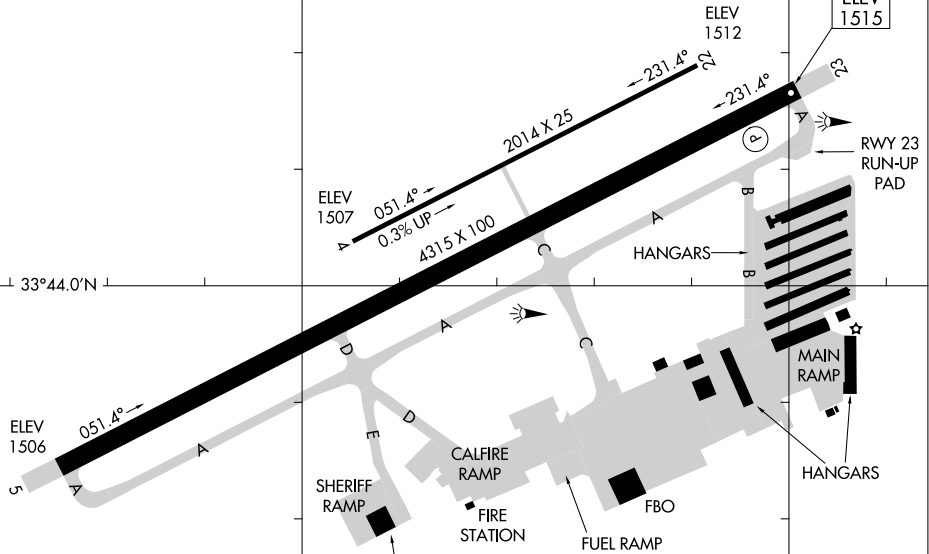 ELEV
1512
ELEV
1515
231.4°
22
23
231.4°
2014 X 25
A
P
RWY 23
RUN-UP
PAD
ELEV
1507
051.4°
0.3% UP
4
4315 X 100
B
A
C
HANGARS
B
33°44.0'N
A
C
D
MAIN
RAMP
051.4°
D
ELEV
1506
E
A
CALFIRE
RAMP
HANGARS
5
A
SHERIFF
RAMP
FBO
FIRE
STATION
FUEL RAMP